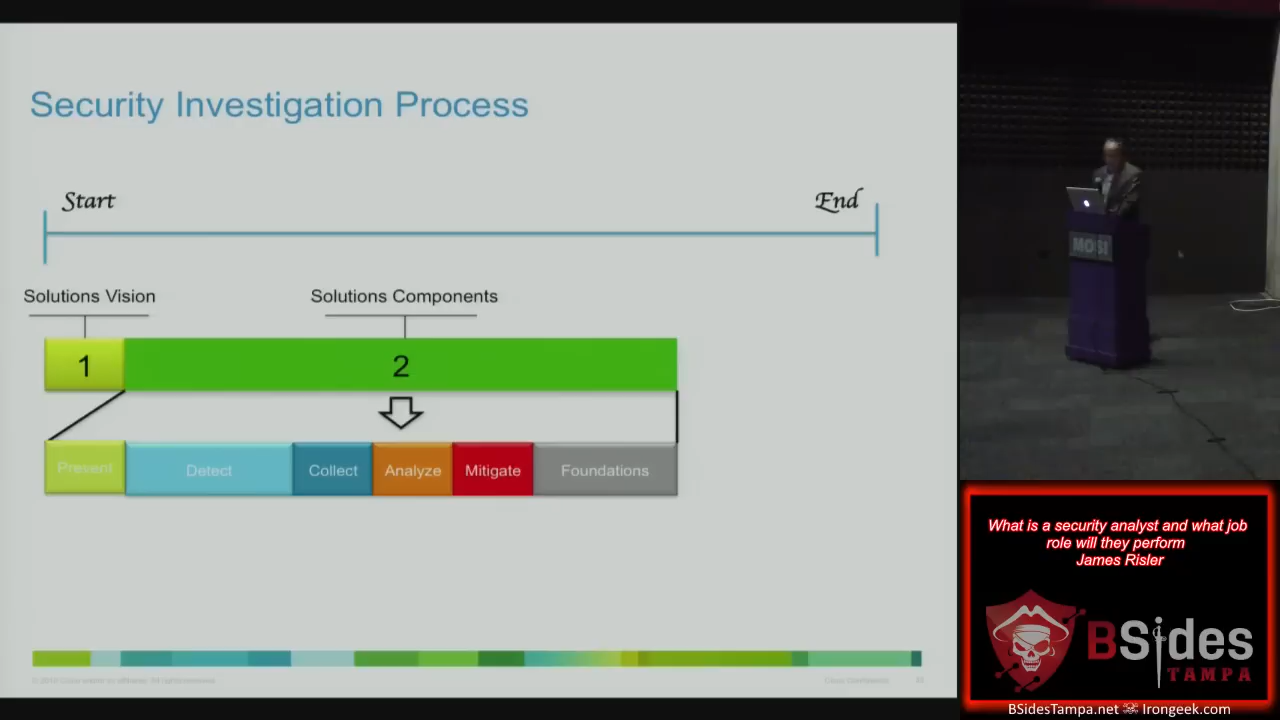 Security Investigation Process
Start
End
Solutions Vision
Solutions Components
1
2
Prevent
Detect
Collect
Analyze
Mitigate
Foundations
MOSI
What is a security analyst and what job
role will they perform
James Risler
BSides
TAMPA
BSidesTampa.net Irongeek.com